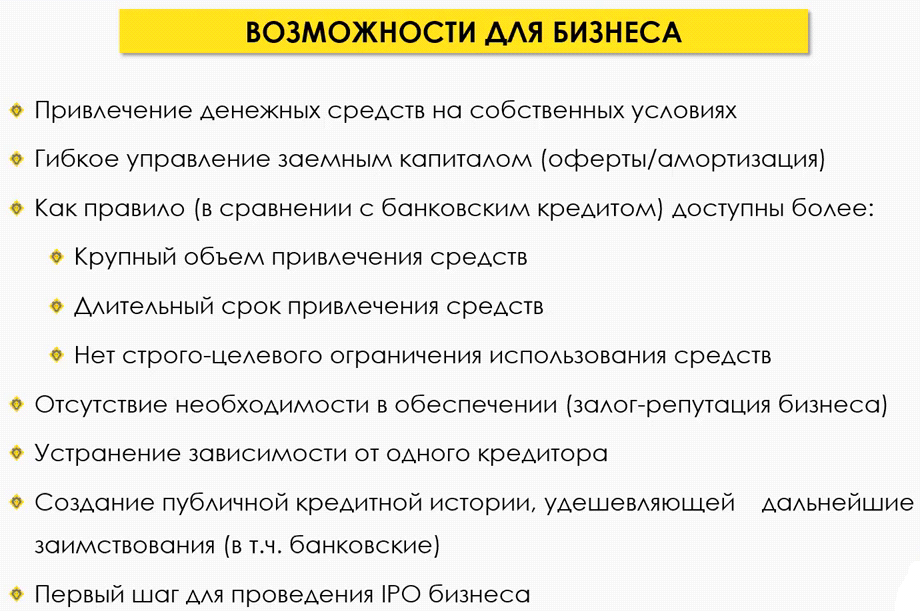 ВОЗМОЖНОСТИ ДЛЯ БИЗНЕСА
Привлечение денежных средств на собственных условиях
Гибкое управление заемным капиталом (оферты/амортизация)
Как правило (в сравнении с банковским кредитом) доступны более:
Крупный объем привлечения средств
Длительный срок привлечения средств
Нет строго-целевого ограничения использования средств
Отсутствие необходимости в обеспечении (залог-репутация бизнеса)
Устранение зависимости от одного кредитора
Создание публичной кредитной истории, удешевляющей дальнейшие
заимствования (в т.ч. банковские)
Первый шаг для проведения IPO бизнеса